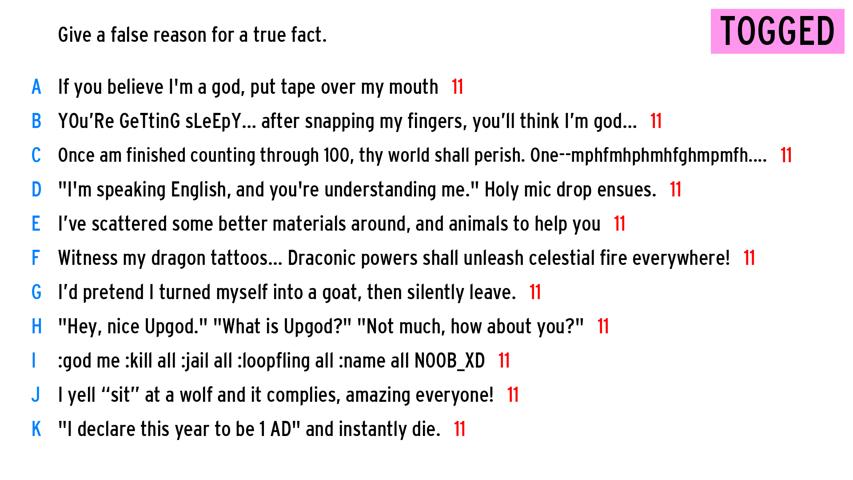 Give a false reason for a true fact.
TOGGED
A If you believe I'm a god, put tape over my mouth 11
B YOu’Re GeTtinG sLeEpY... after snapping my fingers, you’ll think I’m god... 11
C Once am finished counting through 100, thy world shall perish. One--mphfmhphmhfghmpmfh.... 11
D "I'm speaking English, and you're understanding me." Holy mic drop ensues. 11
E I’ve scattered some better materials around, and animals to help you 11
F Witness my dragon tattoos... Draconic powers shall unleash celestial fire everywhere! 11
G I’d pretend I turned myself into a goat, then silently leave. 11
H "Hey, nice Upgod." "What is Upgod?" "Not much, how about you?" 11
I :god me :kill all :jail all :loopfling all :name all N00B_XD 11
J I yell “sit” at a wolf and it complies, amazing everyone! 11
K "I declare this year to be 1 AD" and instantly die. 11